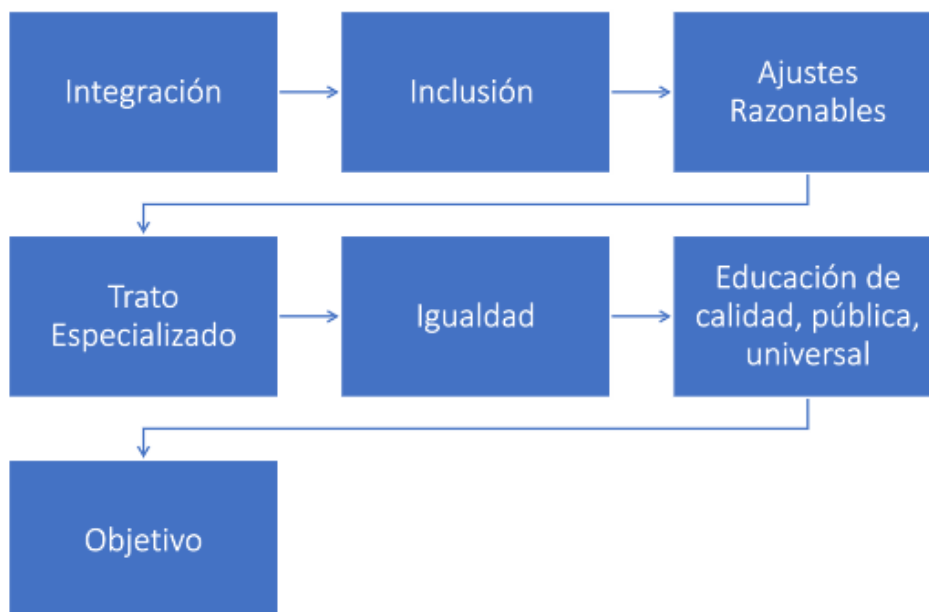 Integración
Inclusión
Ajustes
Razonables
Trato
Especializado
Igualdad
Educación de
calidad, pública,
universal
Objetivo